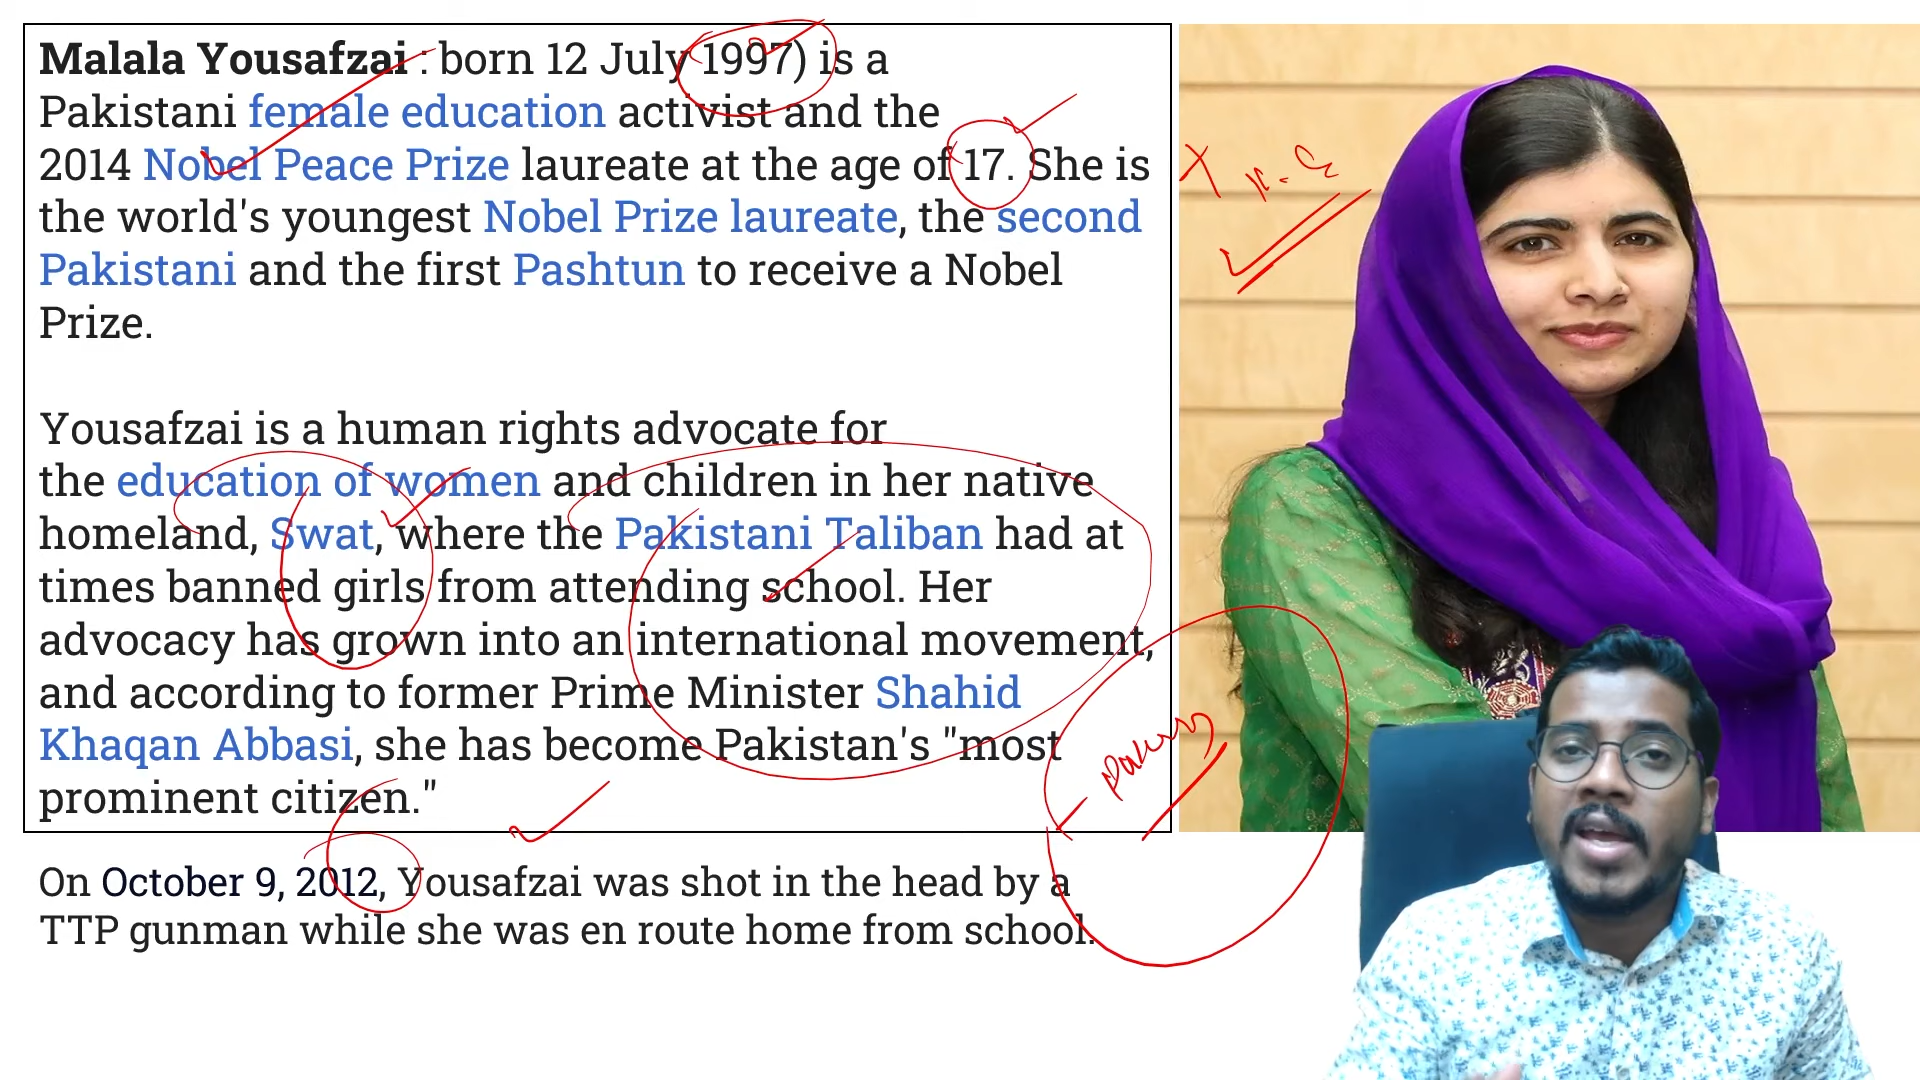 Malala Yousafzai : born 12 July 1997) is a
Pakistani female education activist and the
2014 Nobel Peace Prize laureate at the age of 17. She is
the world's youngest Nobel Prize laureate, the second
Pakistani and the first Pashtun to receive a Nobel
Prize.
Yousafzai is a human rights advocate for
the education of women and children in her native
homeland, Swat, where the Pakistani Taliban had at
times banned girls from attending school. Her
advocacy has grown into an international movement,
and according to former Prime Minister Shahid
Khaqan Abbasi, she has become Pakistan's "most
prominent citizen."
On October 9, 2012, Yousafzai was shot in the head by a
TTP gunman while she was en route home from school.